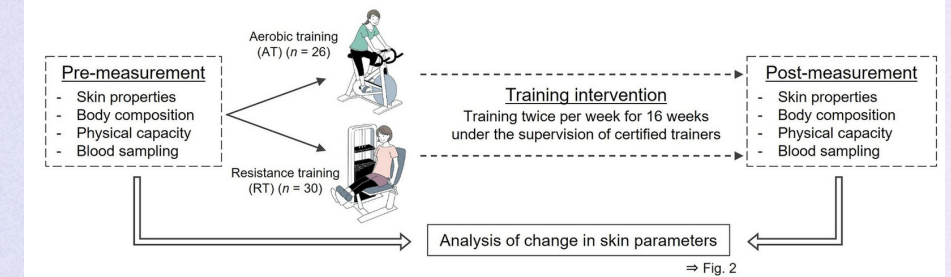 Pre-measurement
- Skin properties
- Body composition
- Physical capacity
- Blood sampling
Aerobic training
(AT) (n = 26)
Resistance training
(RT) (n = 30)
Training intervention
Training twice per week for 16 weeks
under the supervision of certified trainers
Post-measurement
- Skin properties
- Body composition
- Physical capacity
- Blood sampling
Analysis of change in skin parameters
⇒ Fig. 2